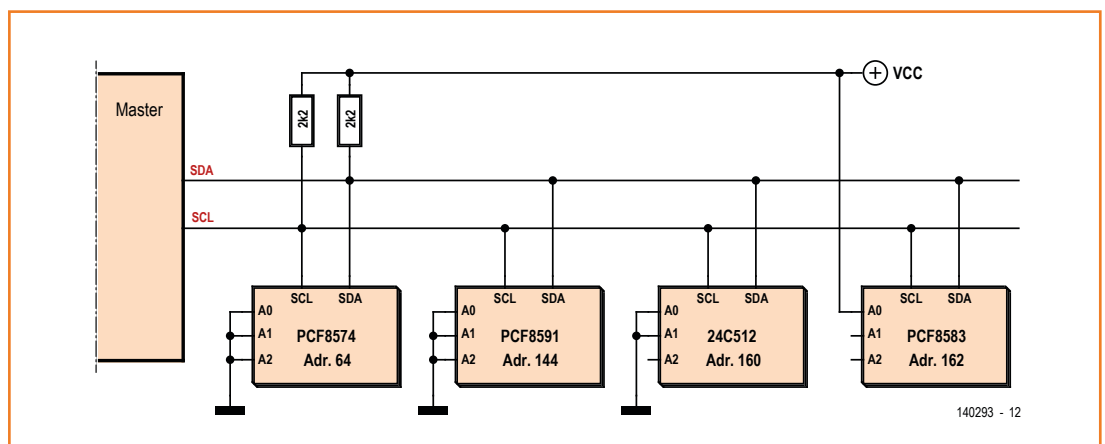 Master
2k2
2k2
+ VCC
SDA
SCL
SCL SDA
A0
A1
A2
PCF8574
Adr. 64
SCL SDA
A0
A1
A2
PCF8591
Adr. 144
SCL SDA
A0
A1
A2
24C512
Adr. 160
SCL SDA
A0
A1
A2
PCF8583
Adr. 162
140293 - 12